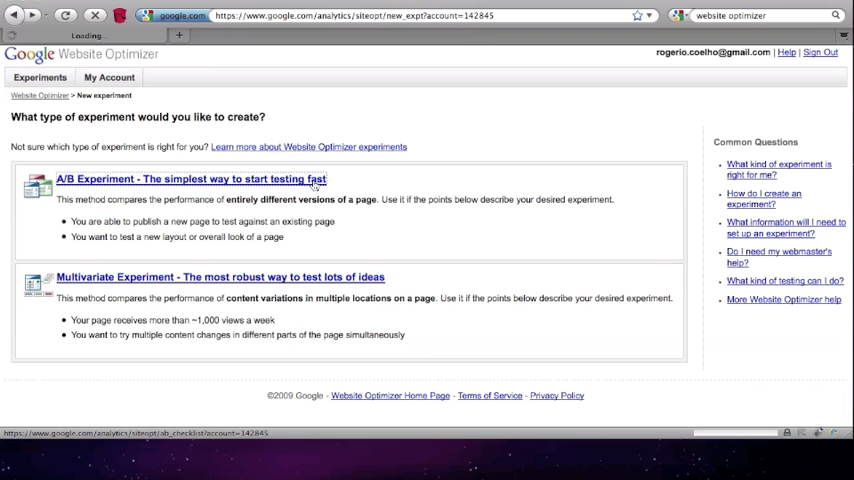 google.com https://www.google.com/analytics/siteopt/new_expt?account=142845 website optimizer
Loading...
Google Website Optimizer
rogerio.coelho@gmail.com | Help | Sign Out
Experiments My Account
Website Optimizer > New experiment
What type of experiment would you like to create?
Not sure which type of experiment is right for you? Learn more about Website Optimizer experiments
A/B Experiment - The simplest way to start testing fast
This method compares the performance of entirely different versions of a page. Use it if the points below describe your desired experiment.
• You are able to publish a new page to test against an existing page
• You want to test a new layout or overall look of a page
Multivariate Experiment - The most robust way to test lots of ideas
This method compares the performance of content variations in multiple locations on a page. Use it if the points below describe your desired experiment.
• Your page receives more than ~1,000 views a week
• You want to try multiple content changes in different parts of the page simultaneously
Common Questions
What kind of experiment is
right for me?
How do I create an
experiment?
What information will I need to
set up an experiment?
Do I need my webmaster's
help?
What kind of testing can I do?
More Website Optimizer help
©2009 Google - Website Optimizer Home Page - Terms of Service - Privacy Policy
https://www.google.com/analytics/siteopt/ab_checklist?account=142845